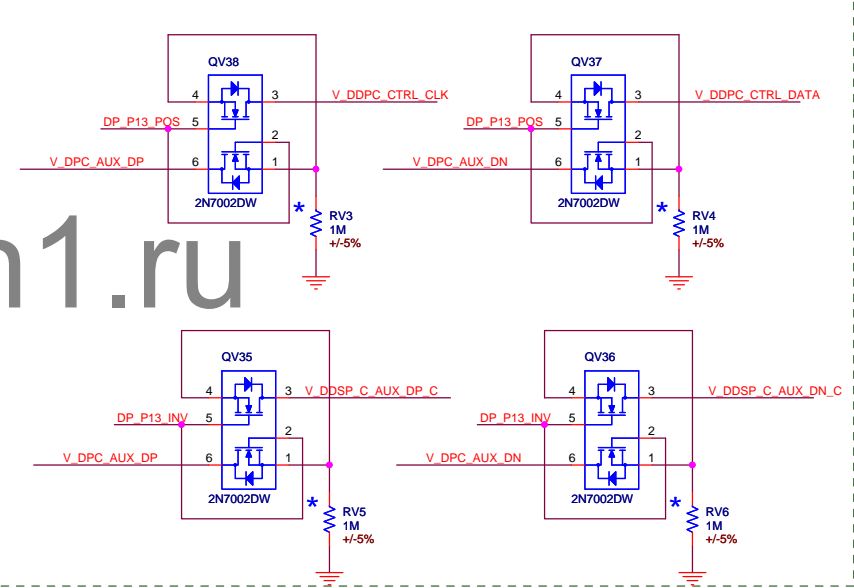 QV38
4
3
V_DDPC_CTRL_CLK
DP_P13_POS
5
2
V_DPC_AUX_DP
6
1
2N7002DW
*
RV3
1M
+/-5%
QV37
4
3
V_DDPC_CTRL_DATA
DP_P13_POS
5
2
V_DPC_AUX_DN
6
1
2N7002DW
*
RV4
1M
+/-5%
n1.ru
QV35
4
3
V_DDSP_C_AUX_DP_C
DP_P13_INV
5
2
V_DPC_AUX_DP
6
1
2N7002DW
*
RV5
1M
+/-5%
QV36
4
3
V_DDSP_C_AUX_DN_C
DP_P13_INV
5
2
V_DPC_AUX_DN
6
1
2N7002DW
*
RV6
1M
+/-5%